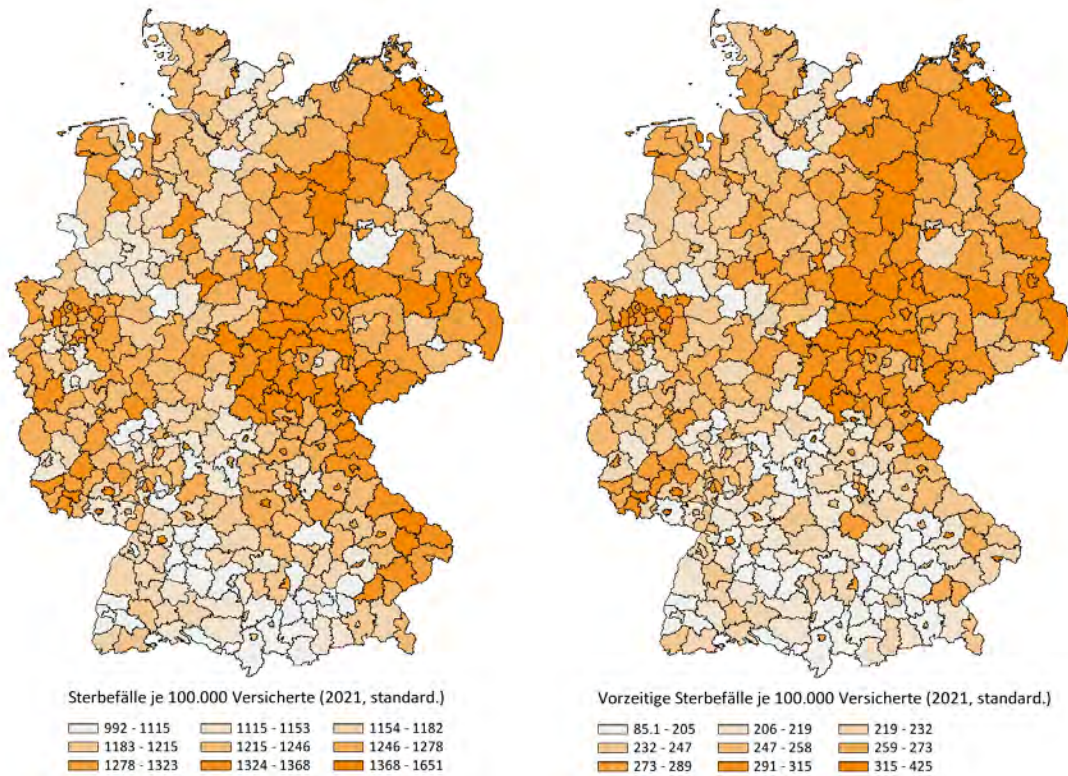 Sterbefälle je 100.000 Versicherte (2021, standard.)
992 - 1115 1115 - 1153 1154 - 1182
1183 - 1215 1215 - 1246 1246 - 1278
1278 - 1323 1324 - 1368 1368 - 1651
Vorzeitige Sterbefälle je 100.000 Versicherte (2021, standard.)
85.1 - 205 206 - 219 219 - 232
232 - 247 247 - 258 259 - 273
273 - 289 291 - 315 315 - 425